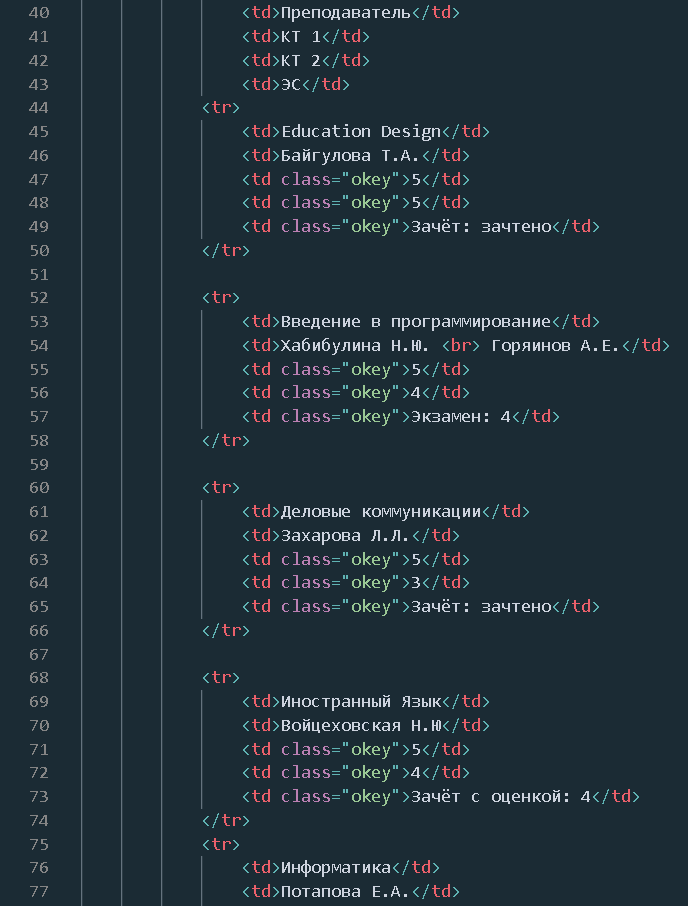 40 <td>Преподаватель</td>
41 <td>КТ 1</td>
42 <td>КТ 2</td>
43 <td>ЭС</td>
44 <tr>
45 <td>Education Design</td>
46 <td>Байгулова Т.А.</td>
47 <td class="okey">5</td>
48 <td class="okey">5</td>
49 <td class="okey">Зачёт: зачтено</td>
50 </tr>
51
52 <tr>
53 <td>Введение в программирование</td>
54 <td>Хабибулина Н.Ю. <br> Горяинов А.Е.</td>
55 <td class="okey">5</td>
56 <td class="okey">4</td>
57 <td class="okey">Экзамен: 4</td>
58 </tr>
59
60 <tr>
61 <td>Деловые коммуникации</td>
62 <td>Захарова Л.Л.</td>
63 <td class="okey">5</td>
64 <td class="okey">3</td>
65 <td class="okey">Зачёт: зачтено</td>
66 </tr>
67
68 <tr>
69 <td>Иностранный Язык</td>
70 <td>Войцеховская Н.Ю</td>
71 <td class="okey">5</td>
72 <td class="okey">4</td>
73 <td class="okey">Зачёт с оценкой: 4</td>
74 </tr>
75 <tr>
76 <td>Информатика</td>
77 <td>Потапова Е.А.</td>